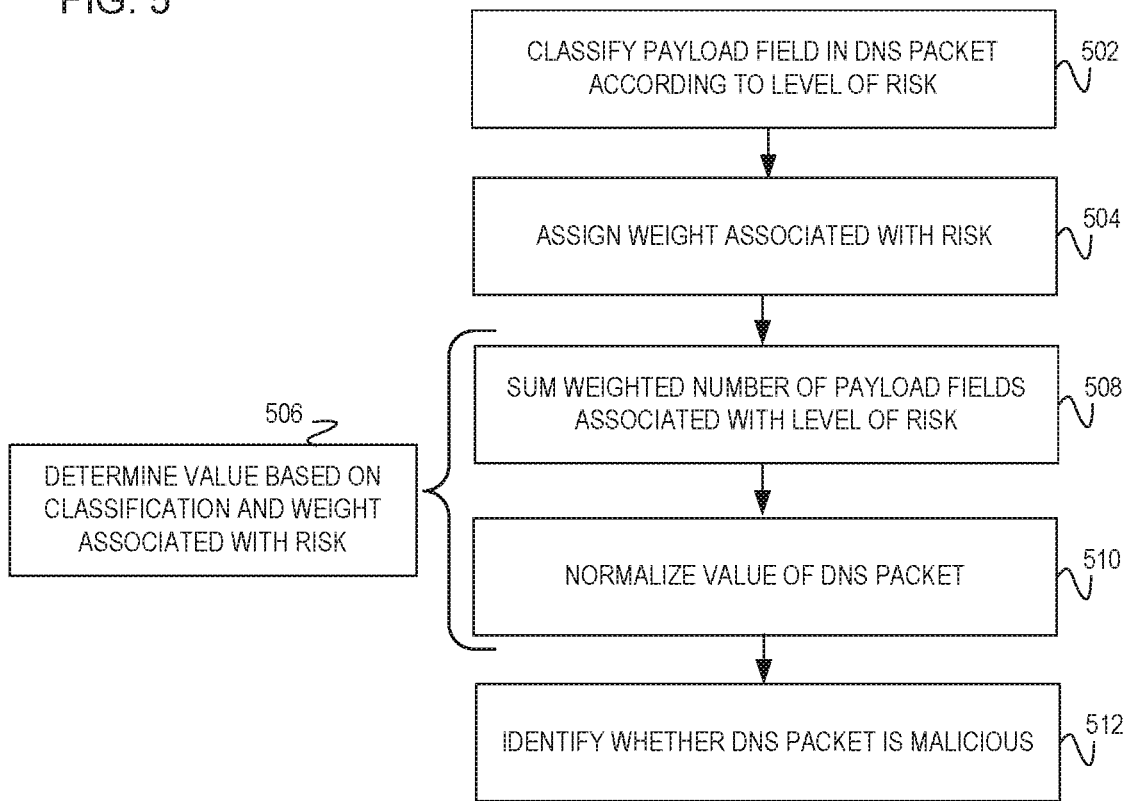 FIG. 5
CLASSIFY PAYLOAD FIELD IN DNS PACKET
ACCORDING TO LEVEL OF RISK
502
ASSIGN WEIGHT ASSOCIATED WITH RISK
504
506
DETERMINE VALUE BASED ON
CLASSIFICATION AND WEIGHT
ASSOCIATED WITH RISK
SUM WEIGHTED NUMBER OF PAYLOAD FIELDS
ASSOCIATED WITH LEVEL OF RISK
508
NORMALIZE VALUE OF DNS PACKET
510
IDENTIFY WHETHER DNS PACKET IS MALICIOUS
512